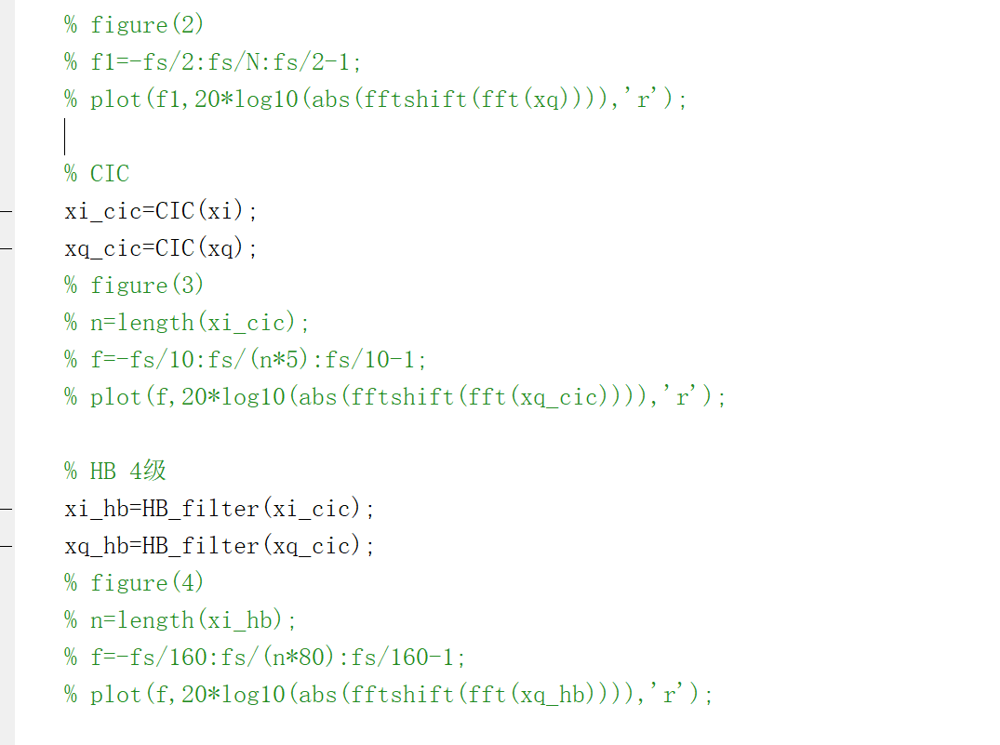 % figure(2)
% f1=-fs/2:fs/N:fs/2-1;
% plot(f1,20*log10(abs(fftshift(fft(xq)))),'r');
% CIC
xi_cic=CIC(xi);
xq_cic=CIC(xq);
% figure(3)
% n=length(xi_cic);
% f=-fs/10:fs/(n*5):fs/10-1;
% plot(f,20*log10(abs(fftshift(fft(xq_cic)))),'r');
% HB 4级
xi_hb=HB_filter(xi_cic);
xq_hb=HB_filter(xq_cic);
% figure(4)
% n=length(xi_hb);
% f=-fs/160:fs/(n*80):fs/160-1;
% plot(f,20*log10(abs(fftshift(fft(xq_hb)))),'r');